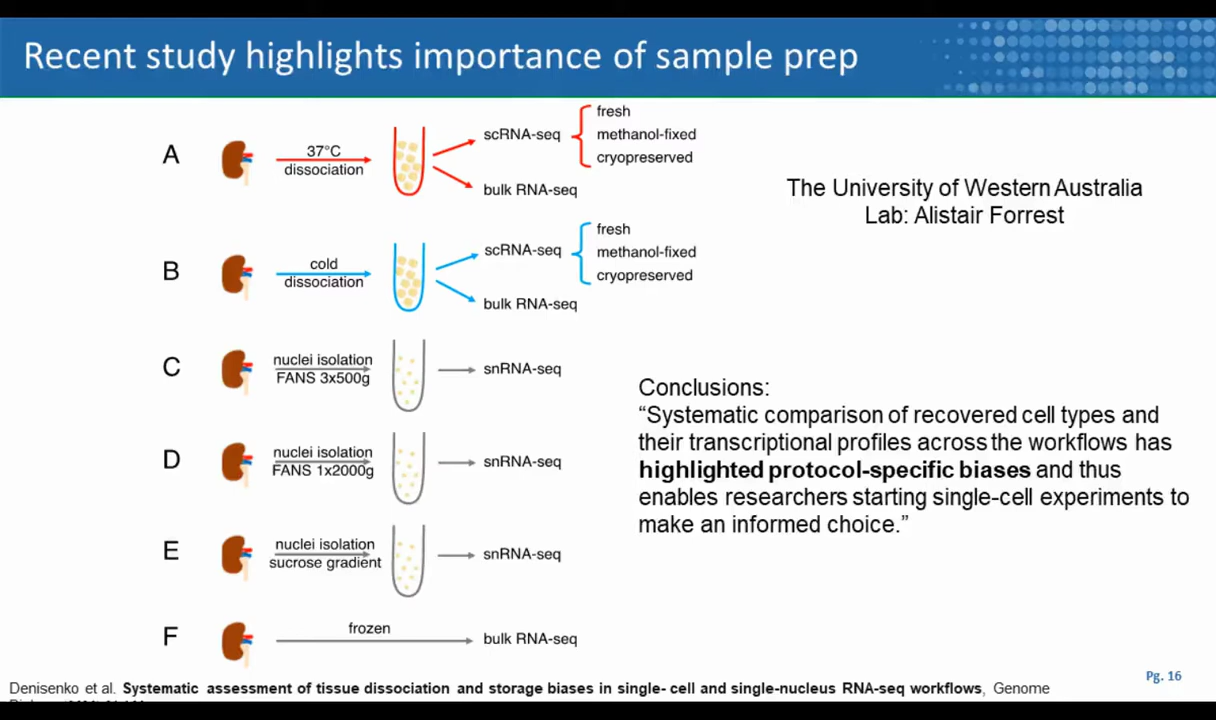 Recent study highlights importance of sample prep
A
37°C
dissociation
scRNA-seq
fresh
methanol-fixed
cryopreserved
bulk RNA-seq
The University of Western Australia
Lab: Alistair Forrest
B
cold
dissociation
scRNA-seq
fresh
methanol-fixed
cryopreserved
bulk RNA-seq
C
nuclei isolation
FANS 3x500g
snRNA-seq
Conclusions:
“Systematic comparison of recovered cell types and
their transcriptional profiles across the workflows has
highlighted protocol-specific biases and thus
enables researchers starting single-cell experiments to
make an informed choice.”
D
nuclei isolation
FANS 1x2000g
snRNA-seq
E
nuclei isolation
sucrose gradient
snRNA-seq
F
frozen
bulk RNA-seq
Pg. 16
Denisenko et al. Systematic assessment of tissue dissociation and storage biases in single- cell and single-nucleus RNA-seq workflows, Genome